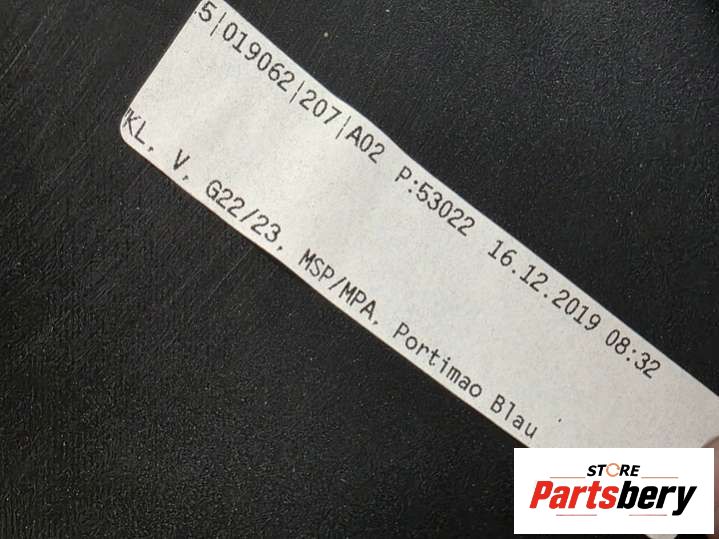 5|019062|207|A02 P:53022 16.12.2019 08:32
KL, V, G22/23, MSP/MPA, Portimao Blau
STORE
Partsbery